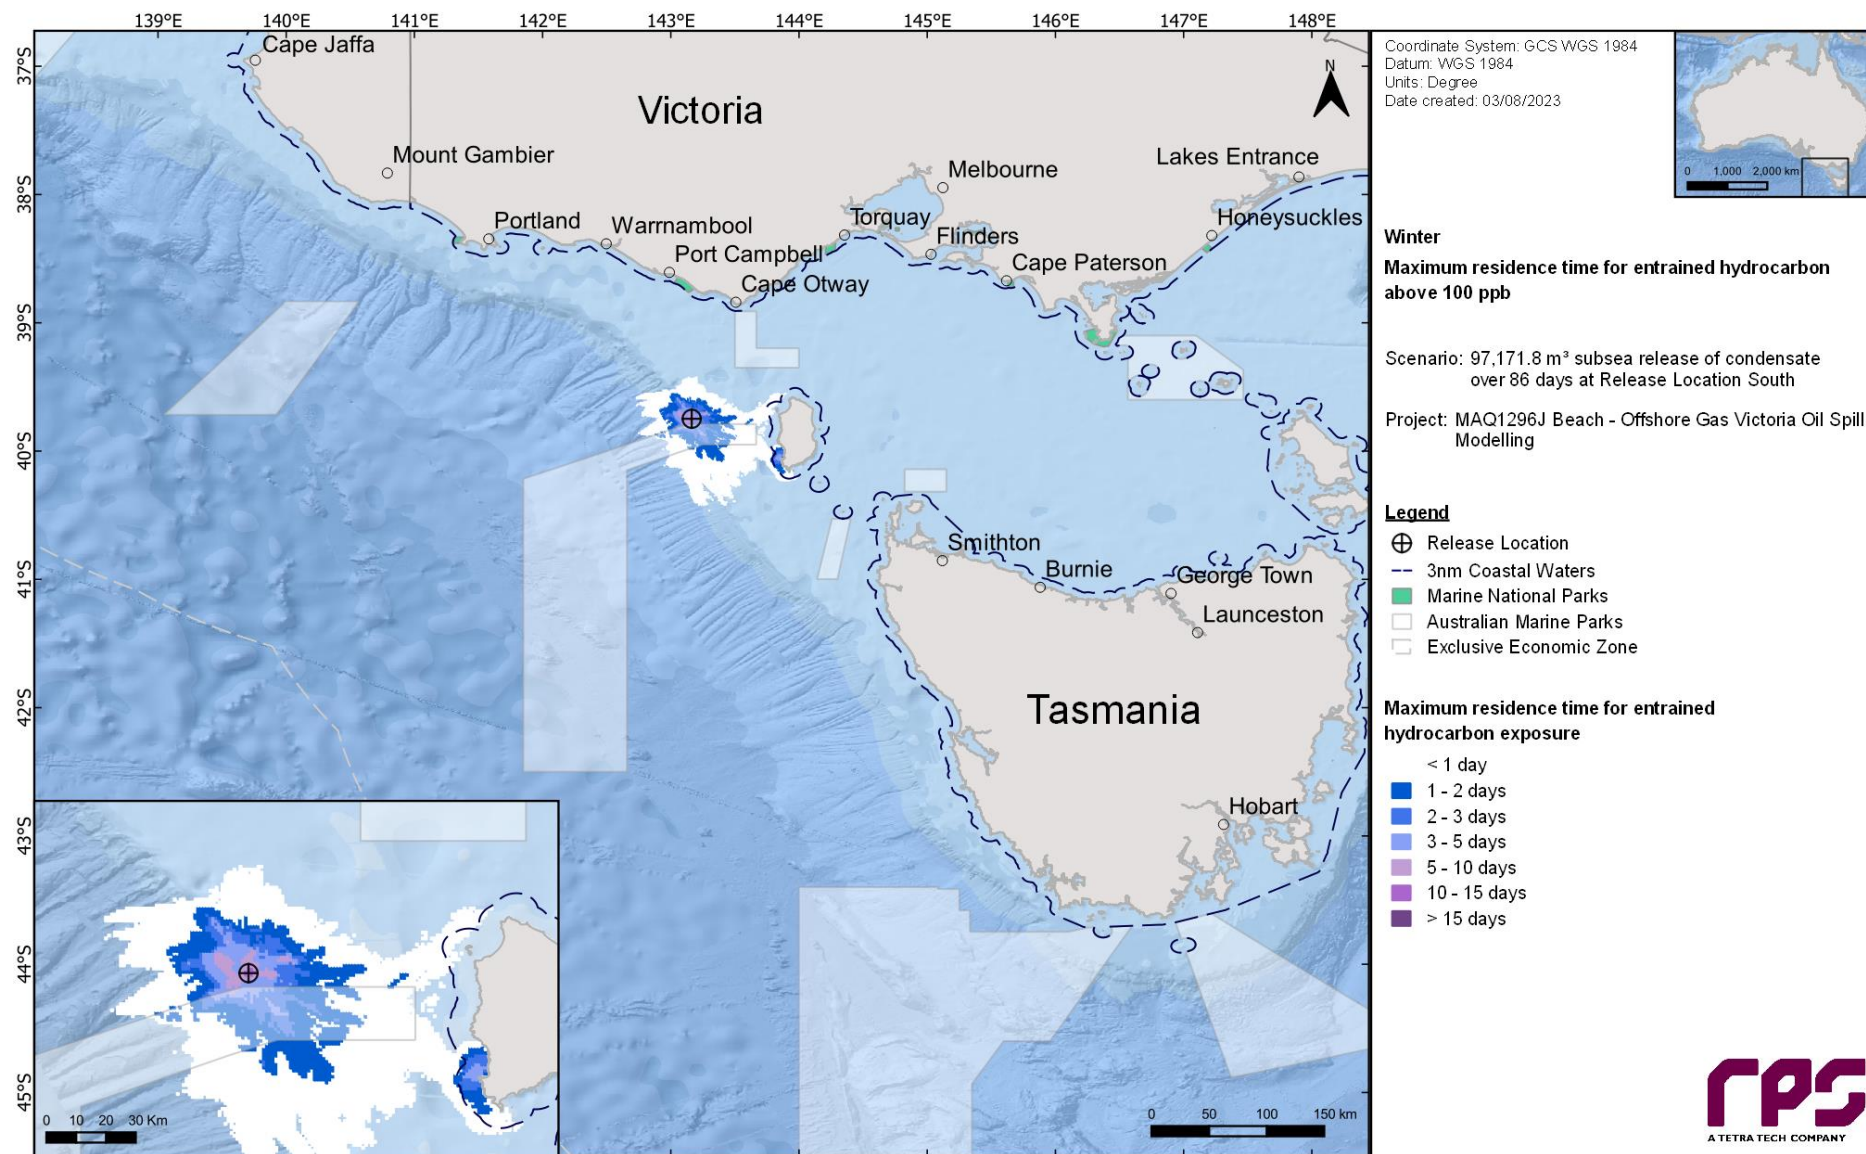 139°E 140°E 141°E 142°E 143°E 144°E 145°E 146°E 147°E 148°E
37°S
38°S
39°S
40°S
41°S
42°S
43°S
44°S
45°S
Cape Jaffa
Victoria
N
Mount Gambier
Melbourne
Lakes Entrance
Portland
Warrnambool
Torquay
Honeysuckles
Port Campbell
Flinders
Cape Paterson
Cape Otway
Smithton
Burnie
George Town
Launceston
Tasmania
Hobart
0 10 20 30 Km
0 50 100 150 km
Coordinate System: GCS WGS 1984
Datum: WGS 1984
Units: Degree
Date created: 03/08/2023
0 1,000 2,000 km
Winter
Maximum residence time for entrained hydrocarbon
above 100 ppb
Scenario: 97,171.8 m³ subsea release of condensate
over 86 days at Release Location South
Project: MAQ1296J Beach - Offshore Gas Victoria Oil Spill
Modelling
Legend
Release Location
3nm Coastal Waters
Marine National Parks
Australian Marine Parks
Exclusive Economic Zone
Maximum residence time for entrained
hydrocarbon exposure
< 1 day
1 - 2 days
2 - 3 days
3 - 5 days
5 - 10 days
10 - 15 days
> 15 days
rps
A TETRA TECH COMPANY